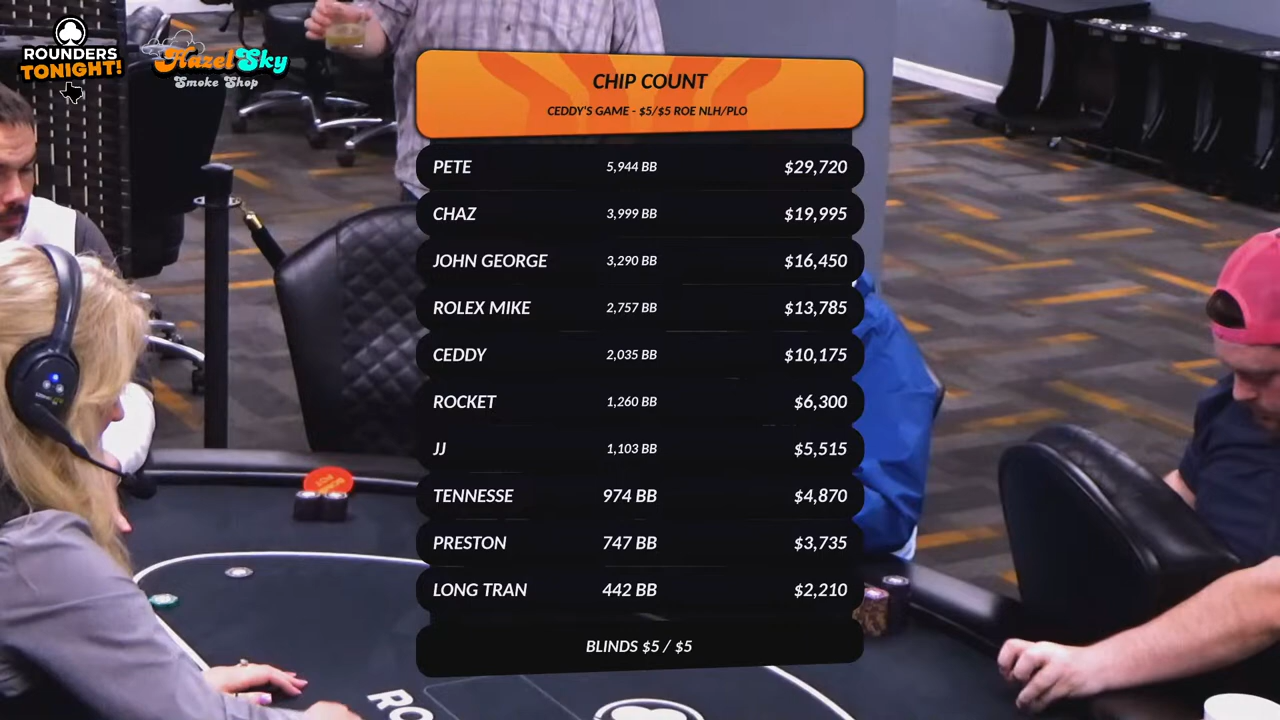 ROUNDERS
TONIGHT!
HazelSky
Smoke Shop
CHIP COUNT
CEDDY'S GAME - $5/$5 ROE NLH/PLO
PETE 5,944 BB $29,720
CHAZ 3,999 BB $19,995
JOHN GEORGE 3,290 BB $16,450
ROLEX MIKE 2,757 BB $13,785
CEDDY 2,035 BB $10,175
ROCKET 1,260 BB $6,300
JJ 1,103 BB $5,515
TENNESSE 974 BB $4,870
PRESTON 747 BB $3,735
LONG TRAN 442 BB $2,210
BLINDS $5 / $5
RO